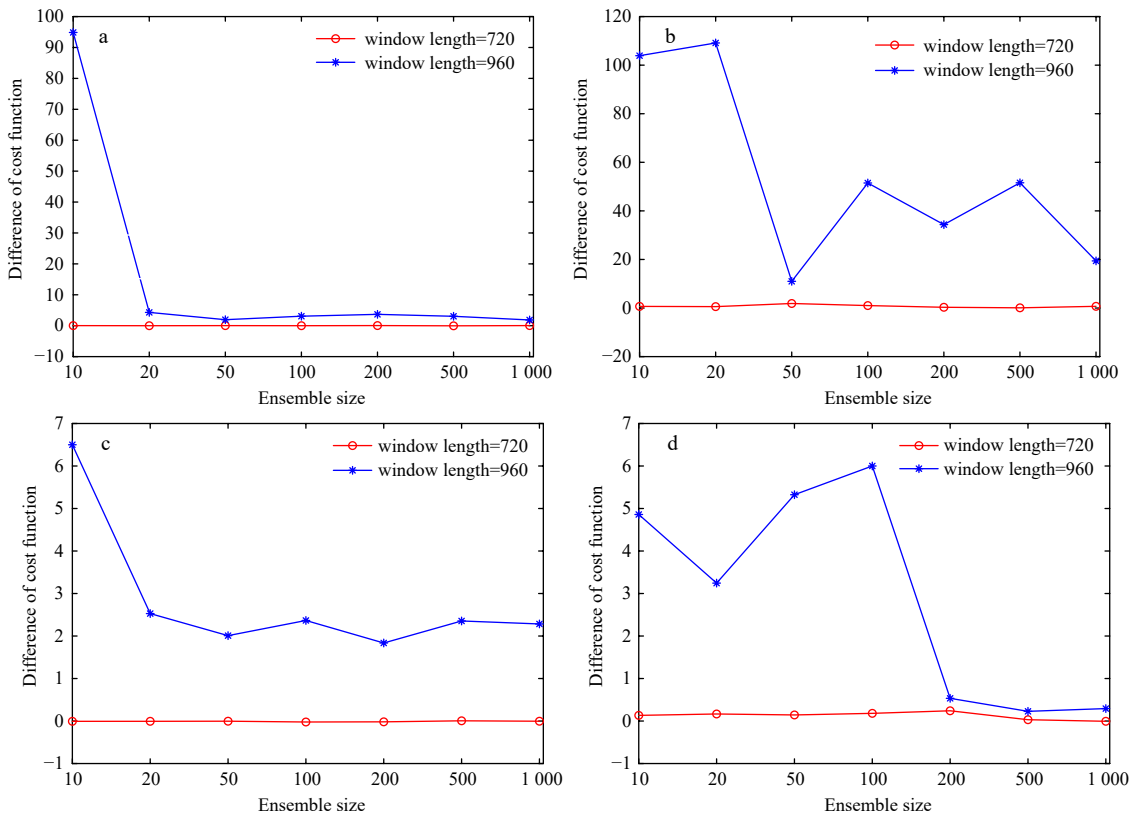 100
90
80
70
60
50
40
30
20
10
0
−10
a
window length=720
window length=960
Difference of cost function
10 20 50 100 200 500 1 000
Ensemble size
120
100
80
60
40
20
0
−20
b
window length=720
window length=960
Difference of cost function
10 20 50 100 200 500 1 000
Ensemble size
7
6
5
4
3
2
1
0
−1
c
window length=720
window length=960
Difference of cost function
10 20 50 100 200 500 1 000
Ensemble size
7
6
5
4
3
2
1
0
−1
d
window length=720
window length=960
Difference of cost function
10 20 50 100 200 500 1 000
Ensemble size